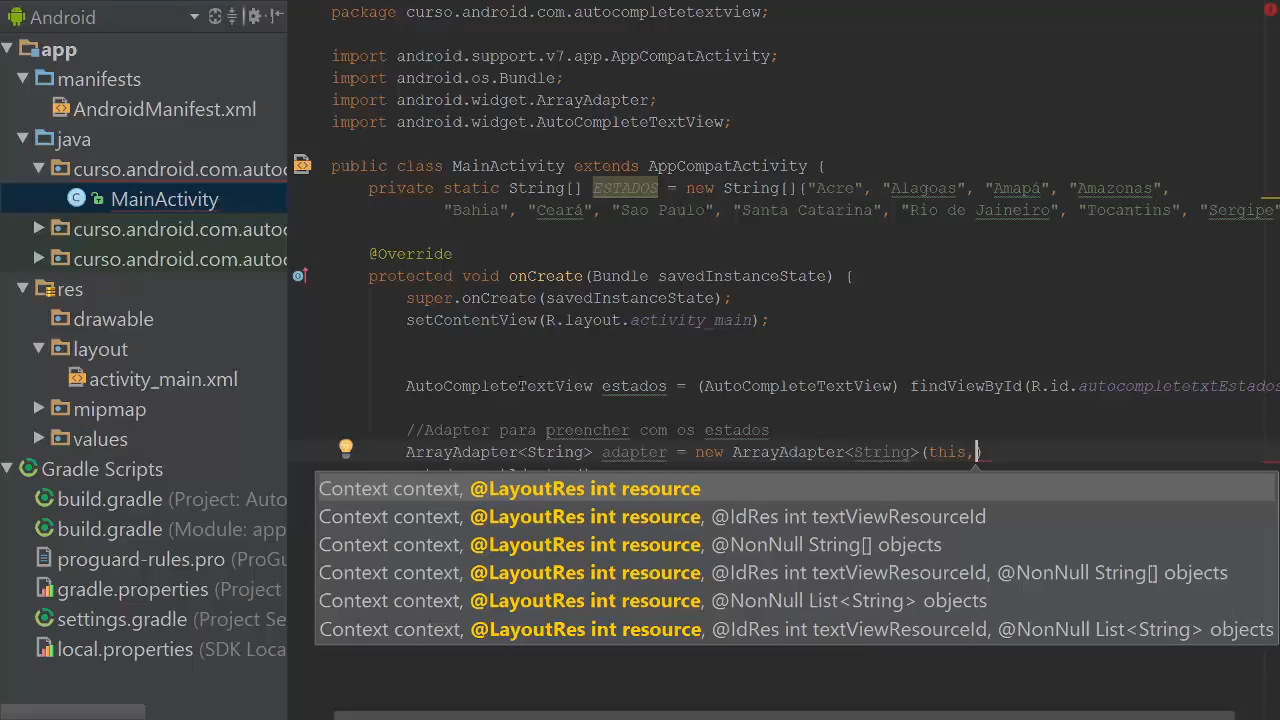 Android
app
manifests
AndroidManifest.xml
java
curso.android.com.autoc
MainActivity
curso.android.com.autoc
curso.android.com.autoc
res
drawable
layout
activity_main.xml
mipmap
values
Gradle Scripts
build.gradle (Project: Auto
build.gradle (Module: app
proguard-rules.pro (ProG
gradle.properties (Project
settings.gradle (Project Se
local.properties (SDK Loca
package curso.android.com.autocompletetextview;
import android.support.v7.app.AppCompatActivity;
import android.os.Bundle;
import android.widget.ArrayAdapter;
import android.widget.AutoCompleteTextView;
public class MainActivity extends AppCompatActivity {
private static String[] ESTADOS = new String[]{"Acre", "Alagoas", "Amapá", "Amazonas",
"Bahia", "Ceará", "Sao Paulo", "Santa Catarina", "Rio de Jaineiro", "Tocantins", "Sergipe"
@Override
protected void onCreate(Bundle savedInstanceState) {
super.onCreate(savedInstanceState);
setContentView(R.layout.activity_main);
AutoCompleteTextView estados = (AutoCompleteTextView) findViewById(R.id.autocompletetxtEstados
//Adapter para preencher com os estados
ArrayAdapter<String> adapter = new ArrayAdapter<String>(this,)
Context context, @LayoutRes int resource
Context context, @LayoutRes int resource, @IdRes int textViewResourceId
Context context, @LayoutRes int resource, @NonNull String[] objects
Context context, @LayoutRes int resource, @IdRes int textViewResourceId, @NonNull String[] objects
Context context, @LayoutRes int resource, @NonNull List<String> objects
Context context, @LayoutRes int resource, @IdRes int textViewResourceId, @NonNull List<String> objects